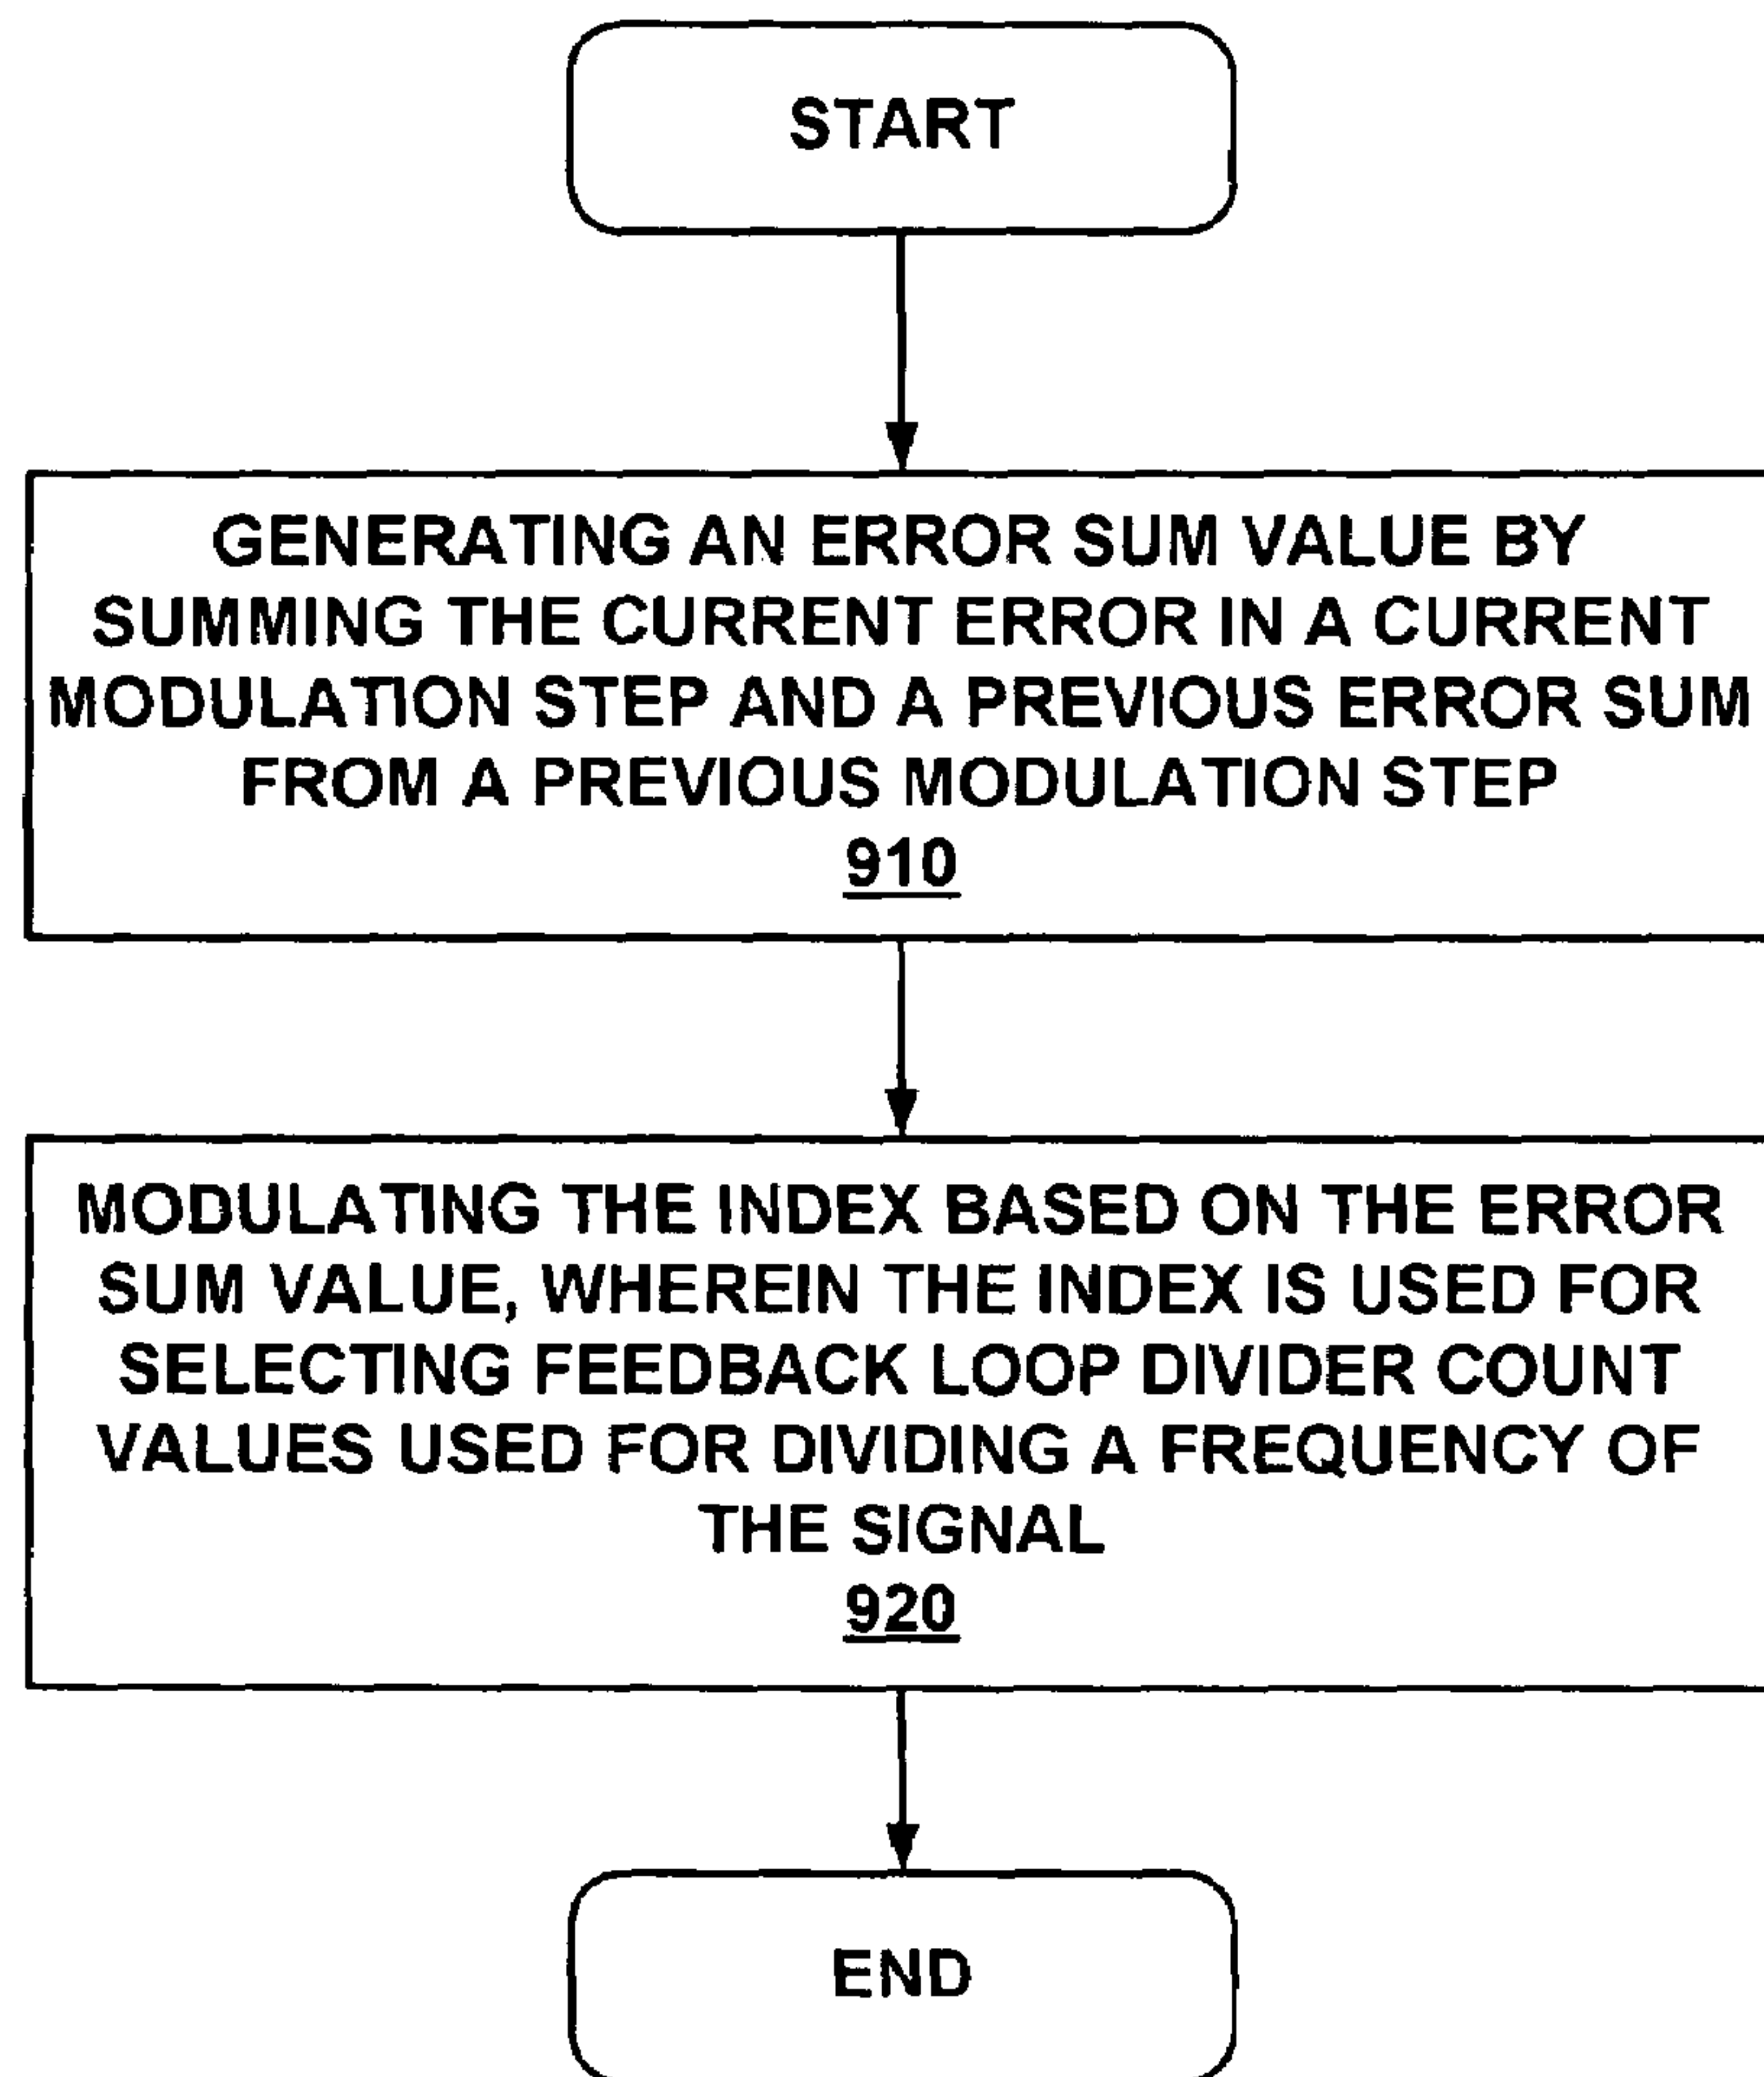 START
GENERATING AN ERROR SUM VALUE BY
SUMMING THE CURRENT ERROR IN A CURRENT
MODULATION STEP AND A PREVIOUS ERROR SUM
FROM A PREVIOUS MODULATION STEP
910
MODULATING THE INDEX BASED ON THE ERROR
SUM VALUE, WHEREIN THE INDEX IS USED FOR
SELECTING FEEDBACK LOOP DIVIDER COUNT
VALUES USED FOR DIVIDING A FREQUENCY OF
THE SIGNAL
920
END